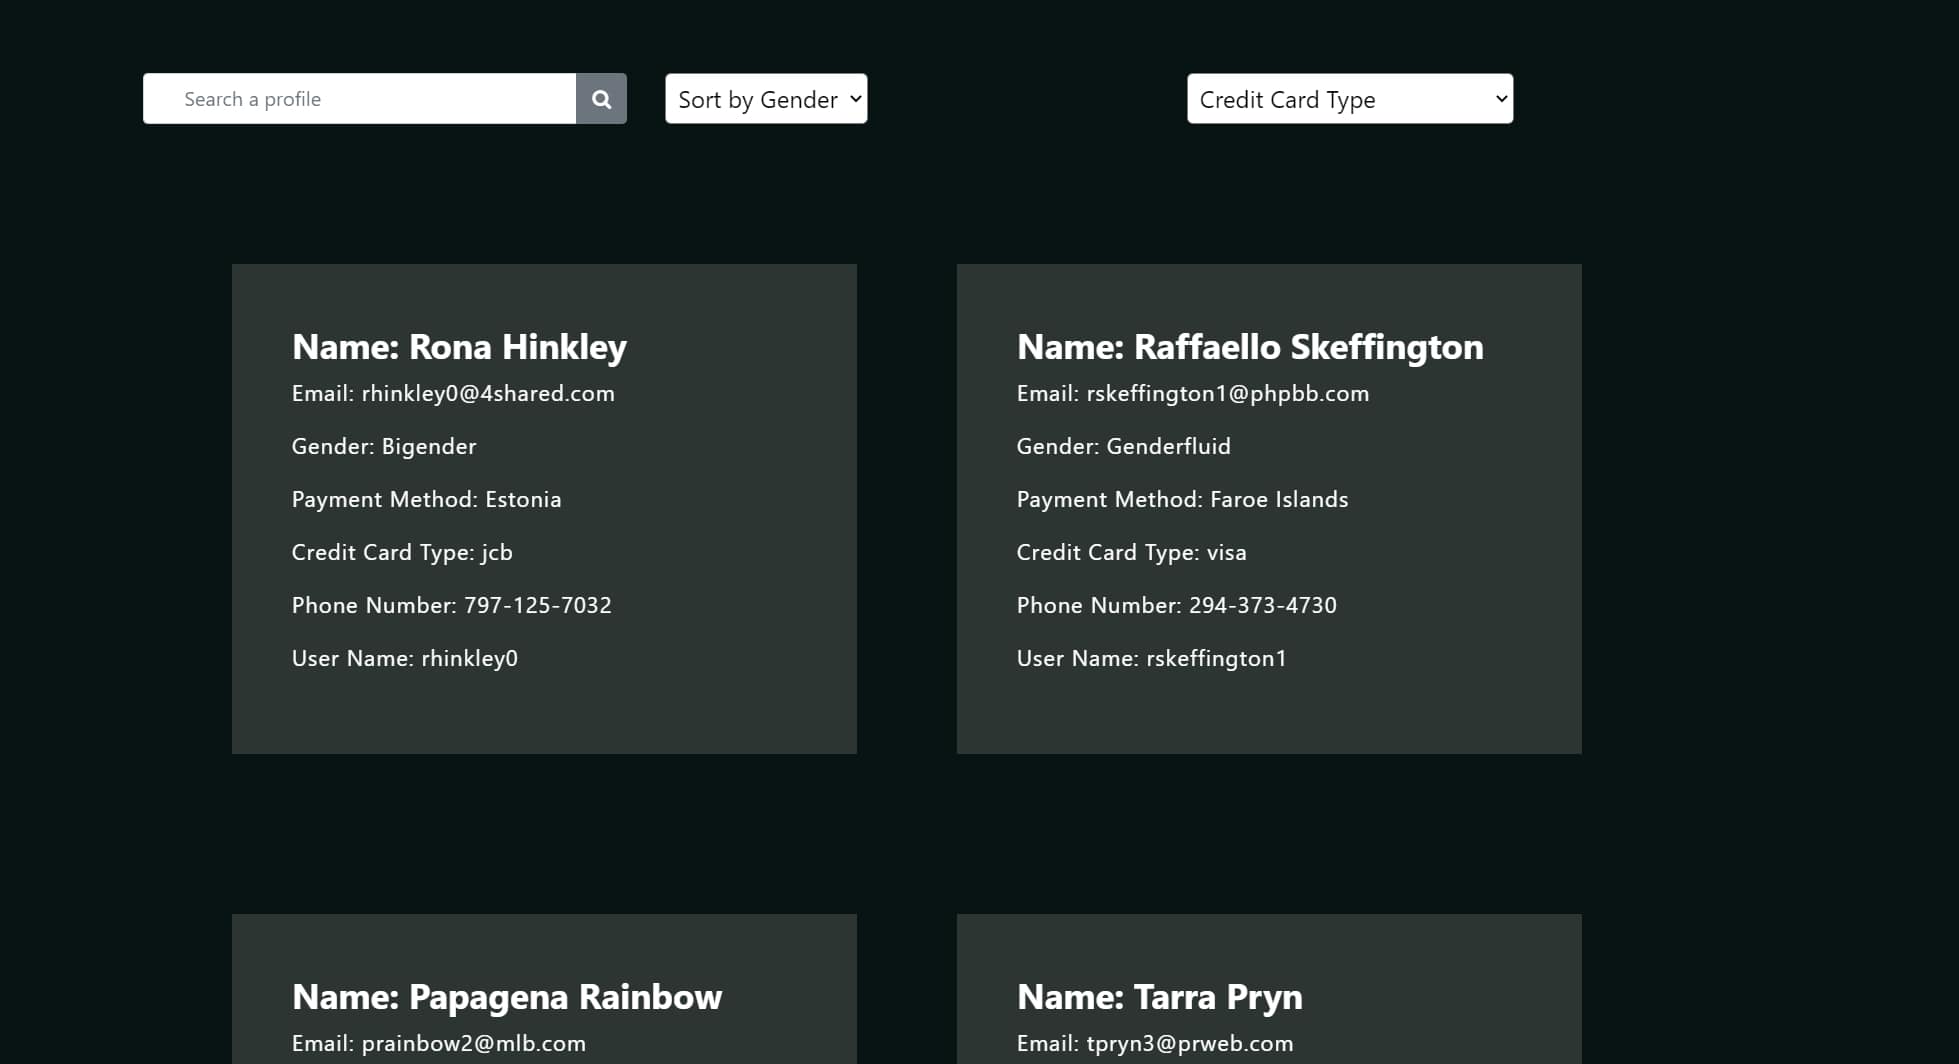 Search a profile
Sort by Gender
Credit Card Type
Name: Rona Hinkley
Email: rhinkley0@4shared.com
Gender: Bigender
Payment Method: Estonia
Credit Card Type: jcb
Phone Number: 797-125-7032
User Name: rhinkley0
Name: Raffaello Skeffington
Email: rskeffington1@phpbb.com
Gender: Genderfluid
Payment Method: Faroe Islands
Credit Card Type: visa
Phone Number: 294-373-4730
User Name: rskeffington1
Name: Papagena Rainbow
Email: prainbow2@mlb.com
Name: Tarra Pryn
Email: tpryn3@prweb.com